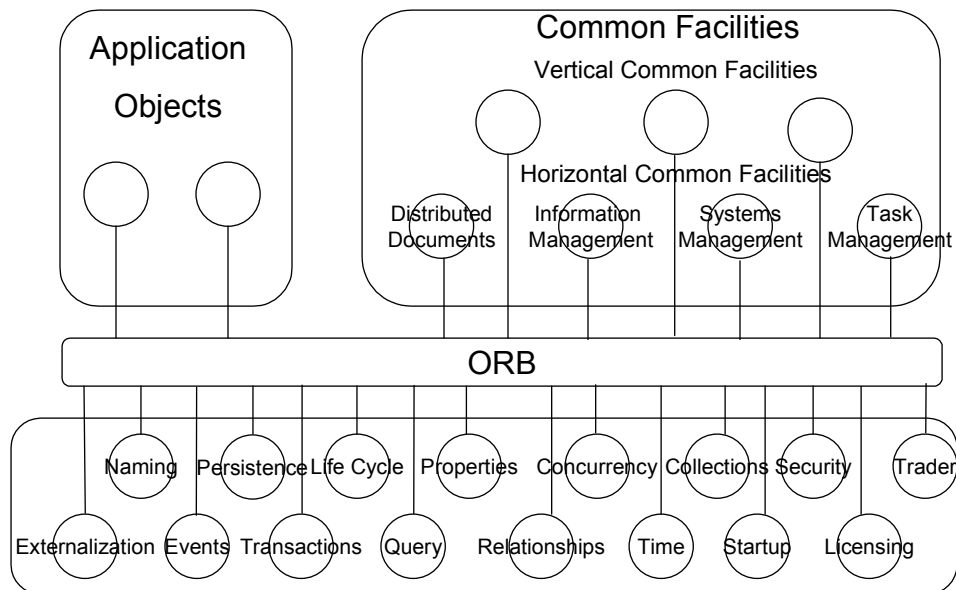 Application
Objects
Common Facilities
Vertical Common Facilities
Horizontal Common Facilities
Distributed
Documents
Information
Management
Systems
Management
Task
Management
ORB
Naming
Persistence
Life Cycle
Properties
Concurrency
Collections
Security
Trader
Externalization
Events
Transactions
Query
Relationships
Time
Startup
Licensing